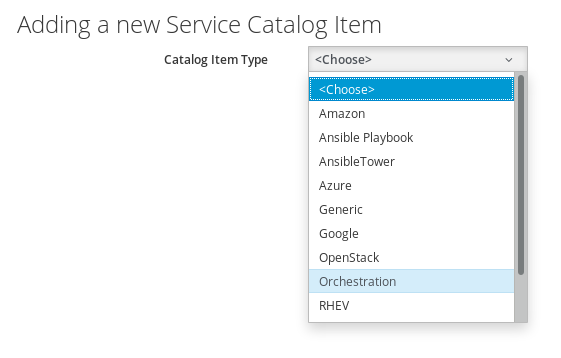 Adding a new Service Catalog Item
Catalog Item Type
<Choose>
<Choose>
Amazon
Ansible Playbook
AnsibleTower
Azure
Generic
Google
OpenStack
Orchestration
RHEV